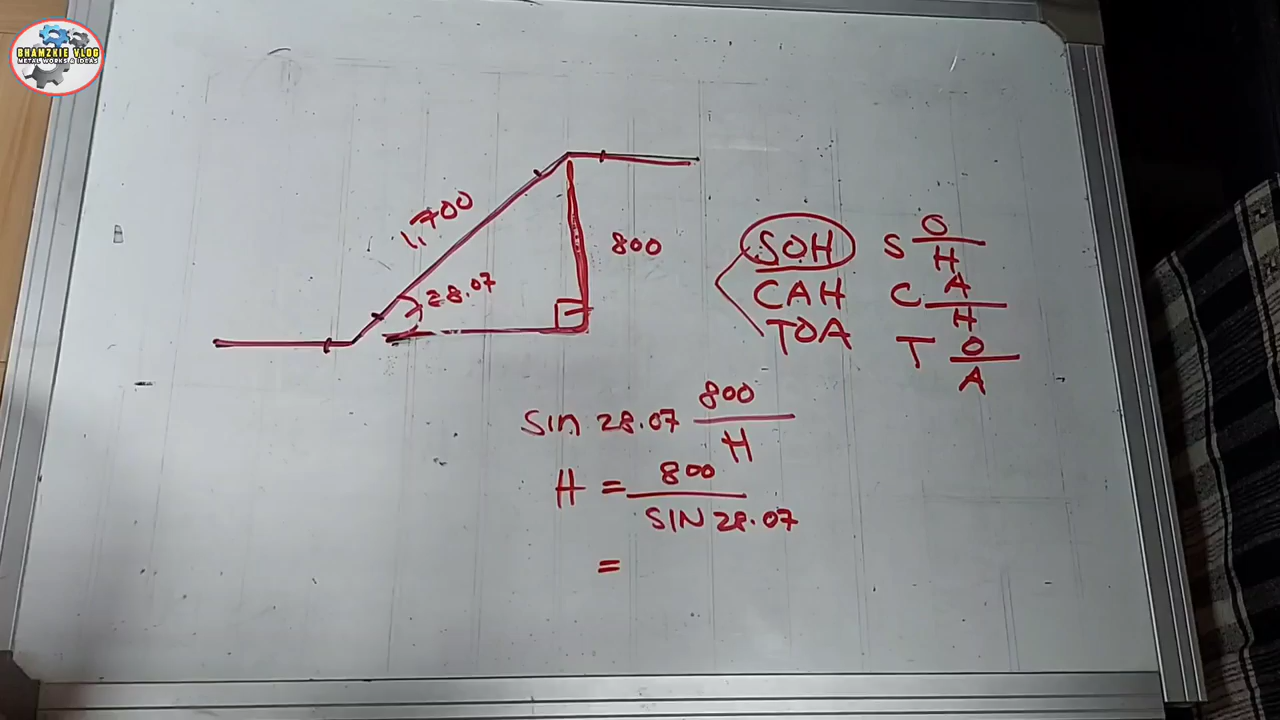 BHAMZKIE VLOG
METAL WORKS & IDEAS
1,700
28.07
800
SOH
CAH
TOA
S O/H
C A/H
T O/A
Sin 28.07 800/H
H = 800/SIN 28.07
=